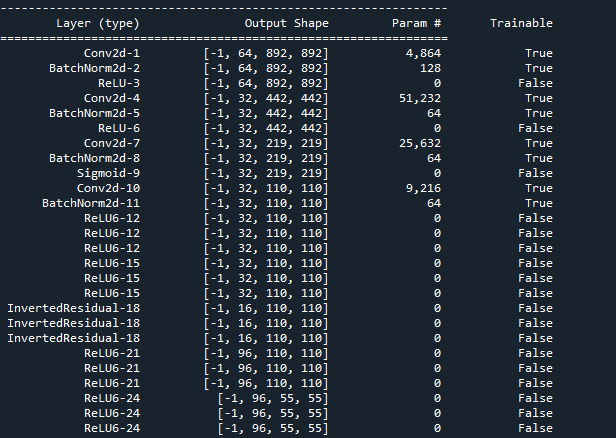 ----------------------------------------------------------------
Layer (type) Output Shape Param # Trainable
================================================================
Conv2d-1 [-1, 64, 892, 892] 4,864 True
BatchNorm2d-2 [-1, 64, 892, 892] 128 True
ReLU-3 [-1, 64, 892, 892] 0 False
Conv2d-4 [-1, 32, 442, 442] 51,232 True
BatchNorm2d-5 [-1, 32, 442, 442] 64 True
ReLU-6 [-1, 32, 442, 442] 0 False
Conv2d-7 [-1, 32, 219, 219] 25,632 True
BatchNorm2d-8 [-1, 32, 219, 219] 64 True
Sigmoid-9 [-1, 32, 219, 219] 0 False
Conv2d-10 [-1, 32, 110, 110] 9,216 True
BatchNorm2d-11 [-1, 32, 110, 110] 64 True
ReLU6-12 [-1, 32, 110, 110] 0 False
ReLU6-12 [-1, 32, 110, 110] 0 False
ReLU6-12 [-1, 32, 110, 110] 0 False
ReLU6-15 [-1, 32, 110, 110] 0 False
ReLU6-15 [-1, 32, 110, 110] 0 False
ReLU6-15 [-1, 32, 110, 110] 0 False
InvertedResidual-18 [-1, 16, 110, 110] 0 False
InvertedResidual-18 [-1, 16, 110, 110] 0 False
InvertedResidual-18 [-1, 16, 110, 110] 0 False
ReLU6-21 [-1, 96, 110, 110] 0 False
ReLU6-21 [-1, 96, 110, 110] 0 False
ReLU6-21 [-1, 96, 110, 110] 0 False
ReLU6-24 [-1, 96, 55, 55] 0 False
ReLU6-24 [-1, 96, 55, 55] 0 False
ReLU6-24 [-1, 96, 55, 55] 0 False